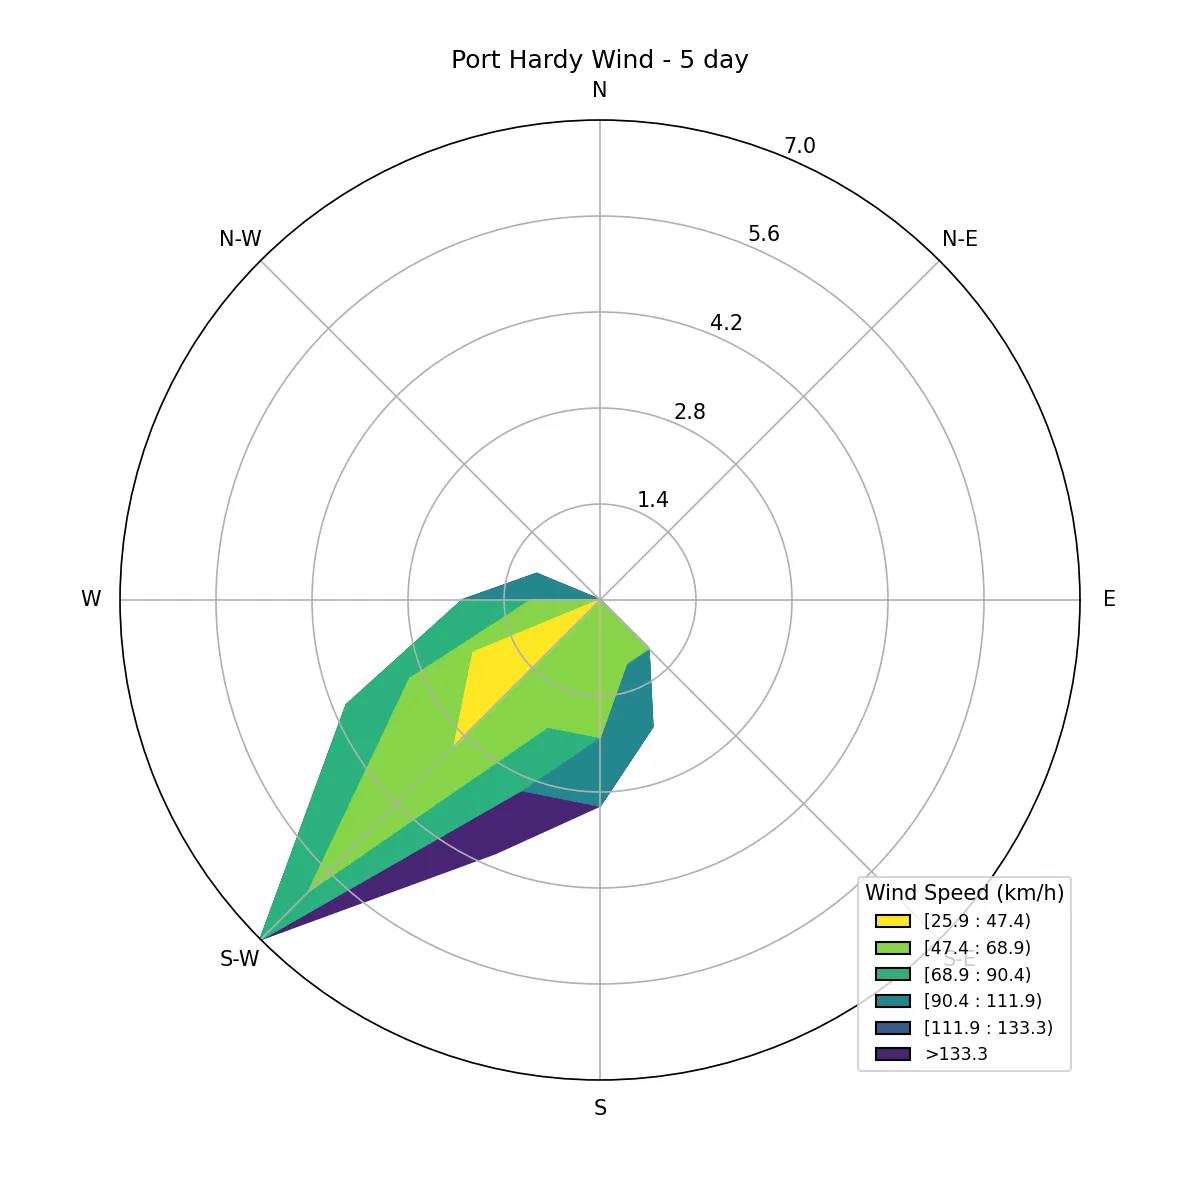 Port Hardy Wind - 5 day
N
7.0
N-W
5.6
N-E
4.2
2.8
1.4
W
E
Wind Speed (km/h)
[25.9 : 47.4)
[47.4 : 68.9)
S-W
S-E
[68.9 : 90.4)
[90.4 : 111.9)
[111.9 : 133.3)
>133.3
S